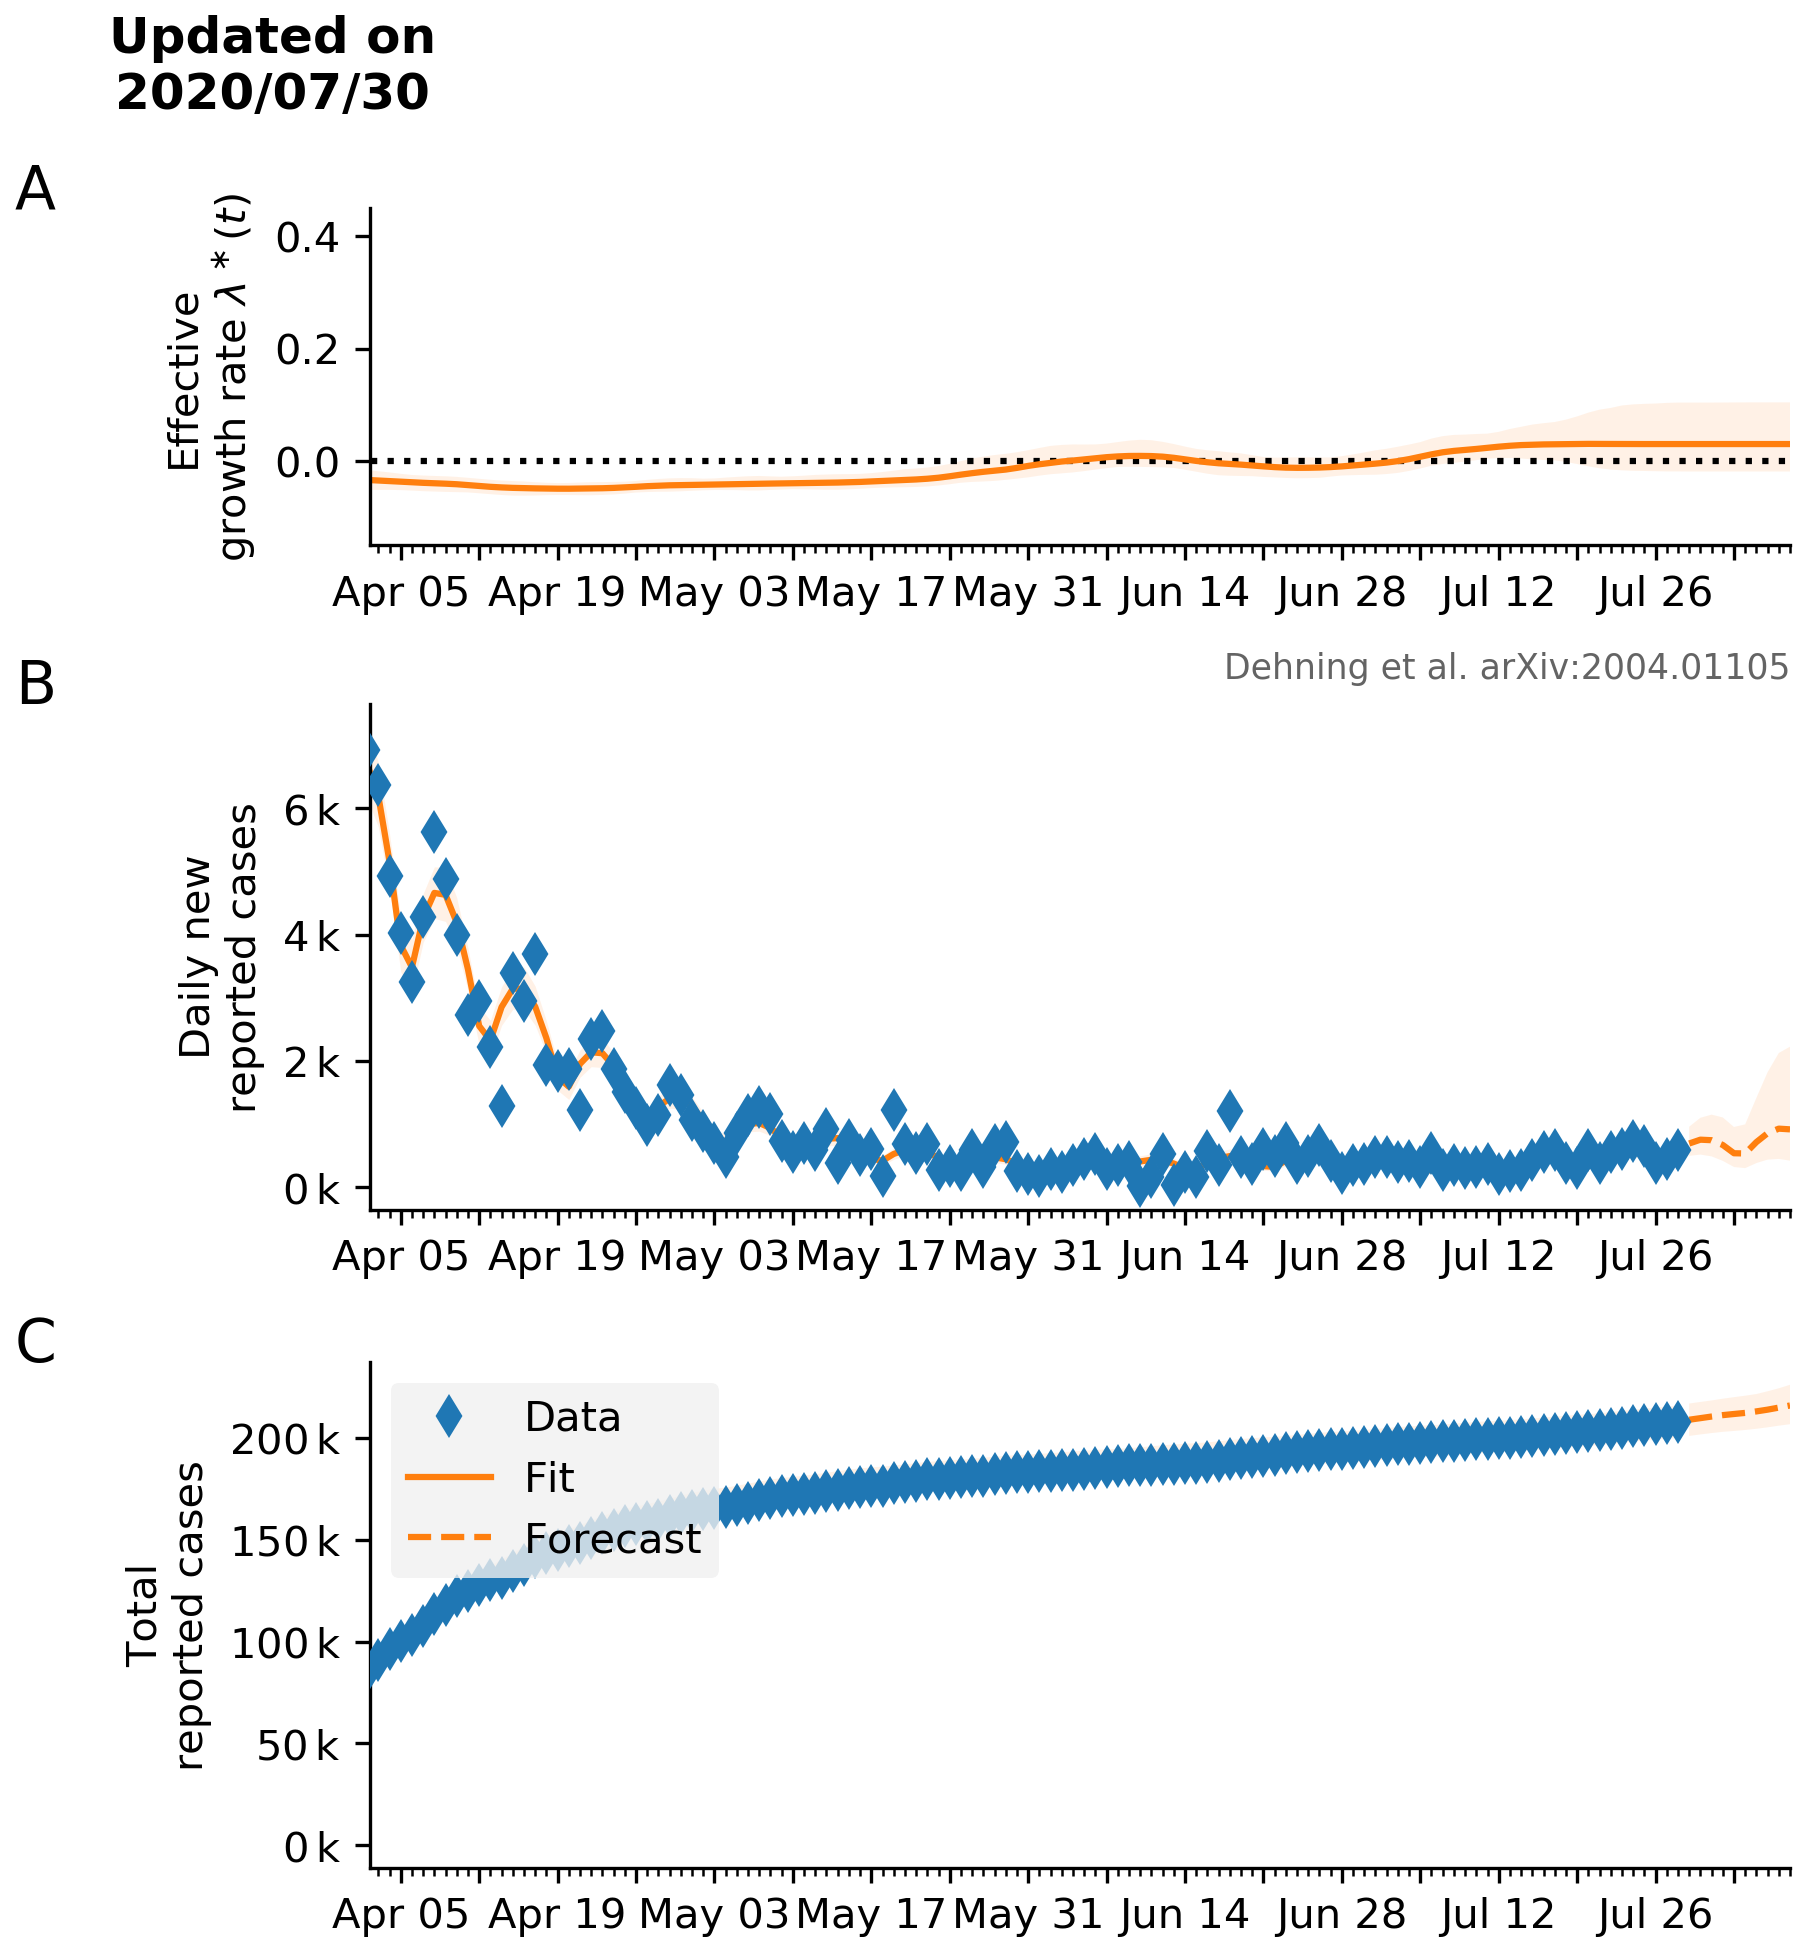 Updated on
2020/07/30
A
Effective
growth rate λ * (t)
0.4
0.2
0.0
Apr 05 Apr 19 May 03 May 17 May 31 Jun 14 Jun 28 Jul 12 Jul 26
B
Dehning et al. arXiv:2004.01105
Daily new
reported cases
6 k
4 k
2 k
0 k
Apr 05 Apr 19 May 03 May 17 May 31 Jun 14 Jun 28 Jul 12 Jul 26
C
Total
reported cases
200 k
150 k
100 k
50 k
0 k
Data
Fit
Forecast
Apr 05 Apr 19 May 03 May 17 May 31 Jun 14 Jun 28 Jul 12 Jul 26